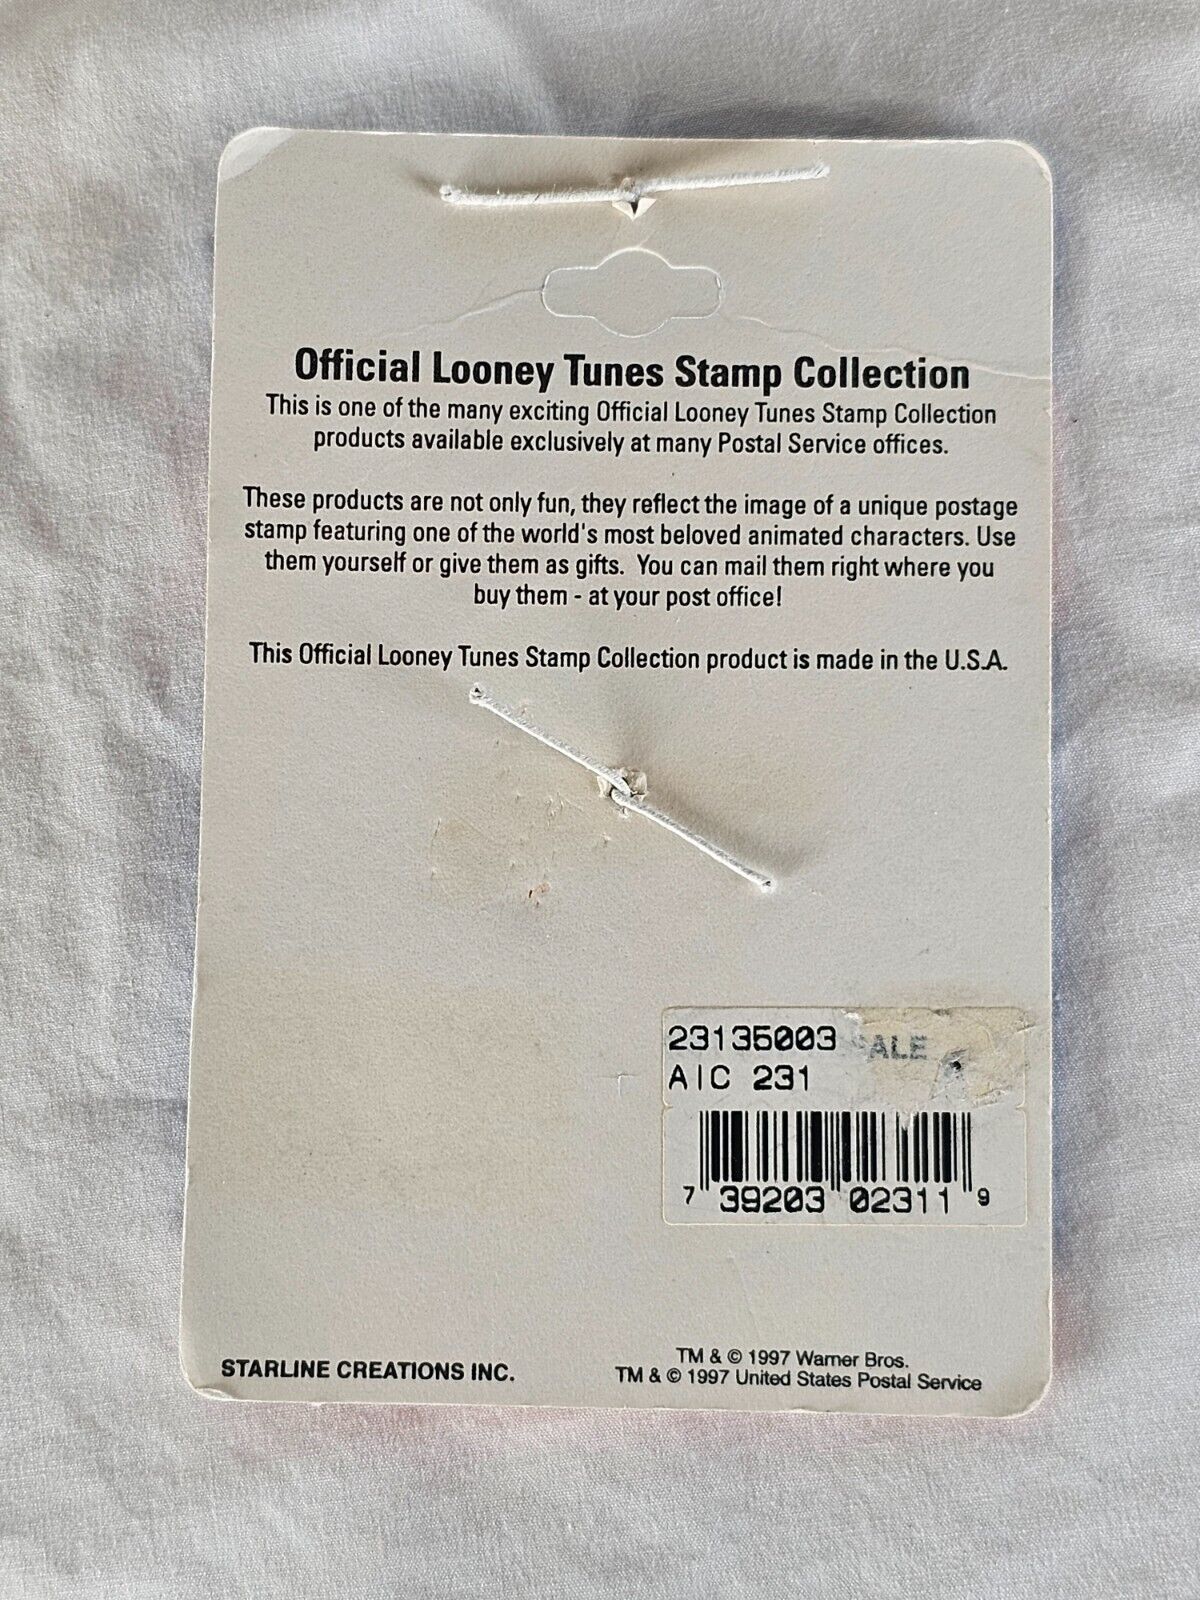 Official Looney Tunes Stamp Collection
This is one of the many exciting Official Looney Tunes Stamp Collection
products available exclusively at many Postal Service offices.
These products are not only fun, they reflect the image of a unique postage
stamp featuring one of the world's most beloved animated characters. Use
them yourself or give them as gifts. You can mail them right where you
buy them - at your post office!
This Official Looney Tunes Stamp Collection product is made in the U.S.A.
23135003 SALE
AIC 231
7 39203 02311 9
STARLINE CREATIONS INC.
TM & © 1997 Warner Bros.
TM & © 1997 United States Postal Service